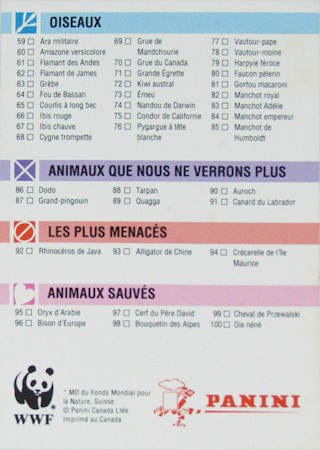 OISEAUX
59 Ara militaire
60 Amazone versicolore
61 Flamant des Andes
62 Flamant de James
63 Grèbe
64 Fou de Bassan
65 Courlis à long bec
66 Ibis rouge
67 Ibis chauve
68 Cygne trompette
69 Grue de
Mandchourie
70 Grue du Canada
71 Grande Égrette
72 Kiwi austral
73 Émeu
74 Nandou de Darwin
75 Condor de Californie
76 Pygargue à tête
blanche
77 Vautour-pape
78 Vautour-moine
79 Harpyie féroce
80 Faucon pélerin
81 Gorfou macaroni
82 Manchot royal
83 Manchot Adélie
84 Manchot empereur
85 Manchot de
Humboldt
ANIMAUX QUE NOUS NE VERRONS PLUS
86 Dodo
87 Grand-pingouin
88 Tarpan
89 Quagga
90 Auroch
91 Canard du Labrador
LES PLUS MENACÉS
92 Rhinocéros de Java
93 Alligator de Chine
94 Crécerelle de l'Île
Maurice
ANIMAUX SAUVÉS
95 Oryx d'Arabie
96 Bison d'Europe
97 Cerf du Père David
98 Bouquetin des Alpes
99 Cheval de Przewalski
100 Oie néné
WWF
* MD du Fonds Mondial pour
la Nature, Suisse
© Panini Canada Ltée
Imprimé au Canada
PANINI